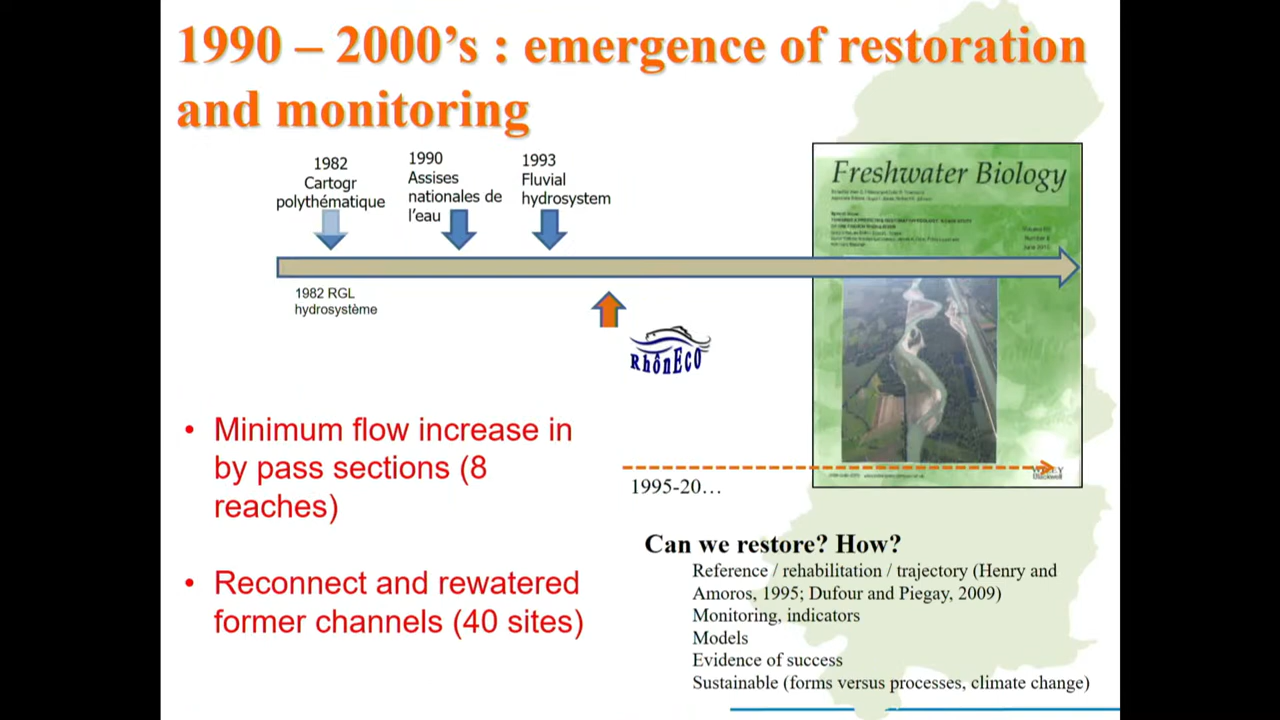 1990 – 2000’s : emergence of restoration
and monitoring
1982
Cartogr
polythématique
1990
Assises
nationales de
l’eau
1993
Fluvial
hydrosystem
Freshwater Biology
1982 RGL
hydrosystème
RhônEco
• Minimum flow increase in
by pass sections (8
reaches)
• Reconnect and rewatered
former channels (40 sites)
1995-20…
Can we restore? How?
Reference / rehabilitation / trajectory (Henry and
Amoros, 1995; Dufour and Piegay, 2009)
Monitoring, indicators
Models
Evidence of success
Sustainable (forms versus processes, climate change)